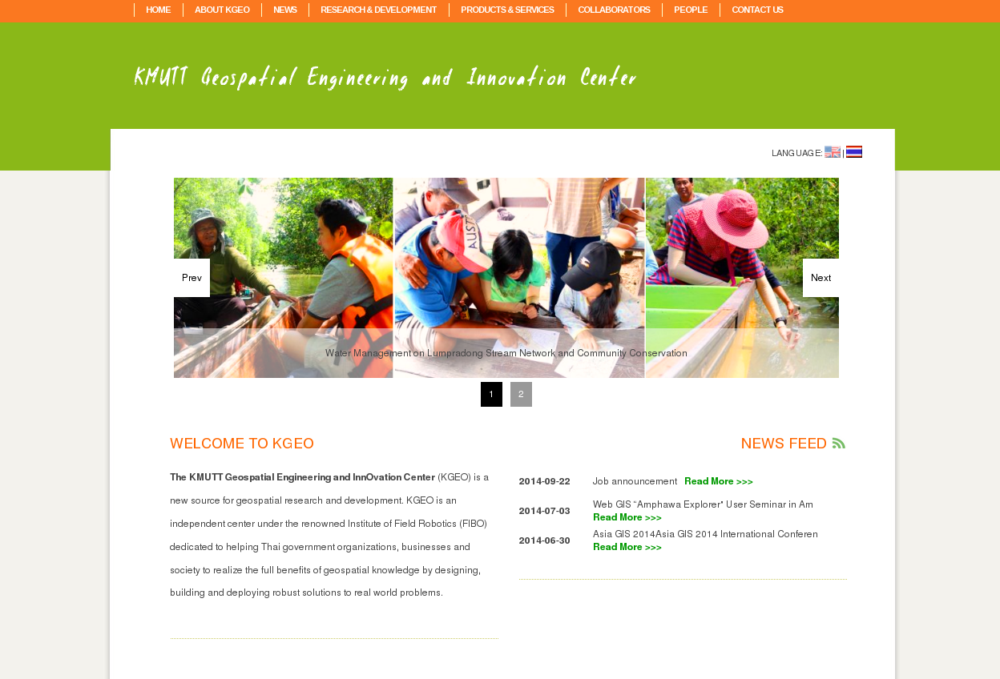 HOME
ABOUT KGEO
NEWS
RESEARCH & DEVELOPMENT
PRODUCTS & SERVICES
COLLABORATORS
PEOPLE
CONTACT US
KMUTT Geospatial Engineering and Innovation Center
LANGUAGE: |
AUST
Prev
Next
Water Management on Lumpradong Stream Network and Community Conservation
1 2
WELCOME TO KGEO
The KMUTT Geospatial Engineering and InnOvation Center (KGEO) is a
new source for geospatial research and development. KGEO is an
independent center under the renowned Institute of Field Robotics (FIBO)
dedicated to helping Thai government organizations, businesses and
society to realize the full benefits of geospatial knowledge by designing,
building and deploying robust solutions to real world problems.
NEWS FEED
2014-09-22 Job announcement Read More >>>
2014-07-03 Web GIS “Amphawa Explorer” User Seminar in Am
Read More >>>
2014-06-30 Asia GIS 2014Asia GIS 2014 International Conferen
Read More >>>